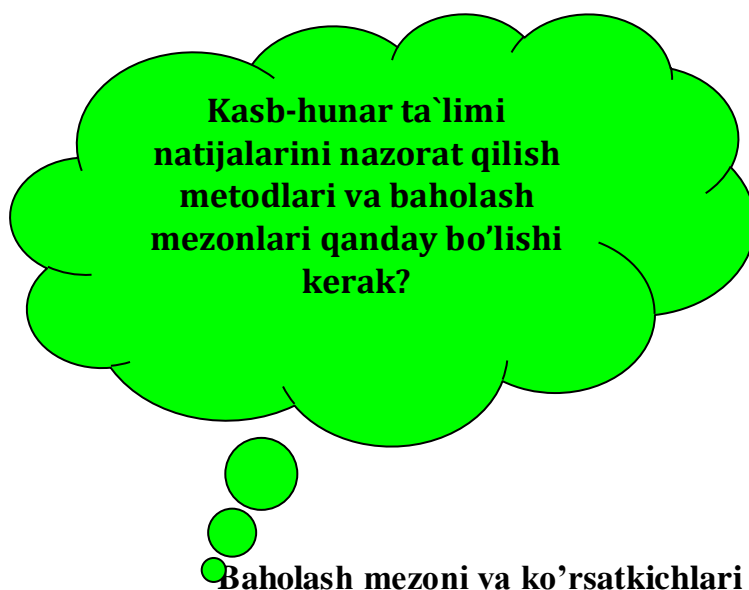 Kasb-hunar ta`limi
natijalarini nazorat qilish
metodlari va baholash
mezonlari qanday bo’lishi
kerak?
Baholash mezoni va ko’rsatkichlari